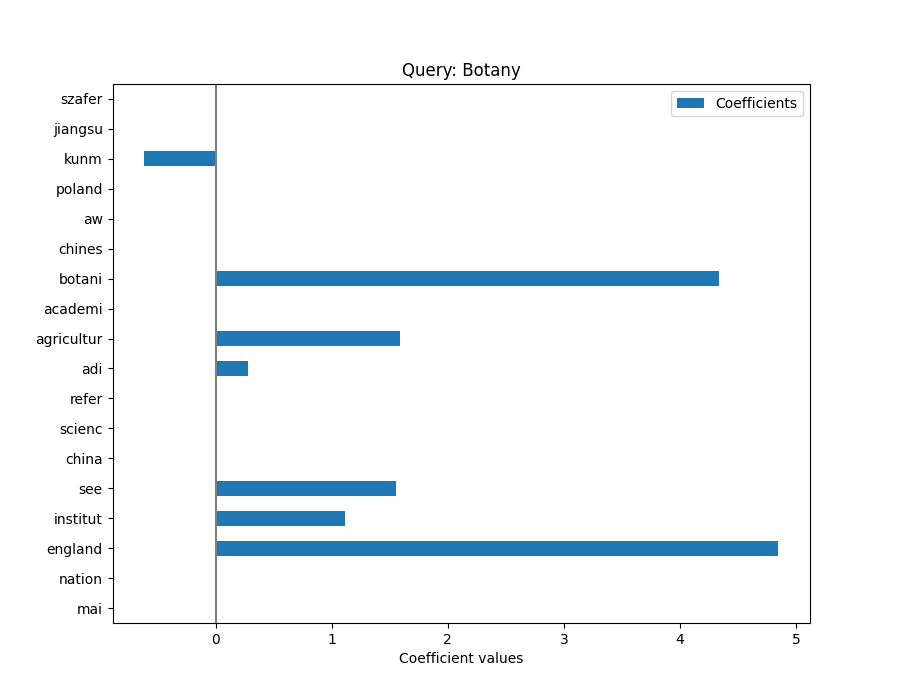 Query: Botany
Coefficients
szafer
jiangsu
kunm
poland
aw
chines
botani
academi
agricultur
adi
refer
scienc
china
see
institut
england
nation
mai
0 1 2 3 4 5
Coefficient values